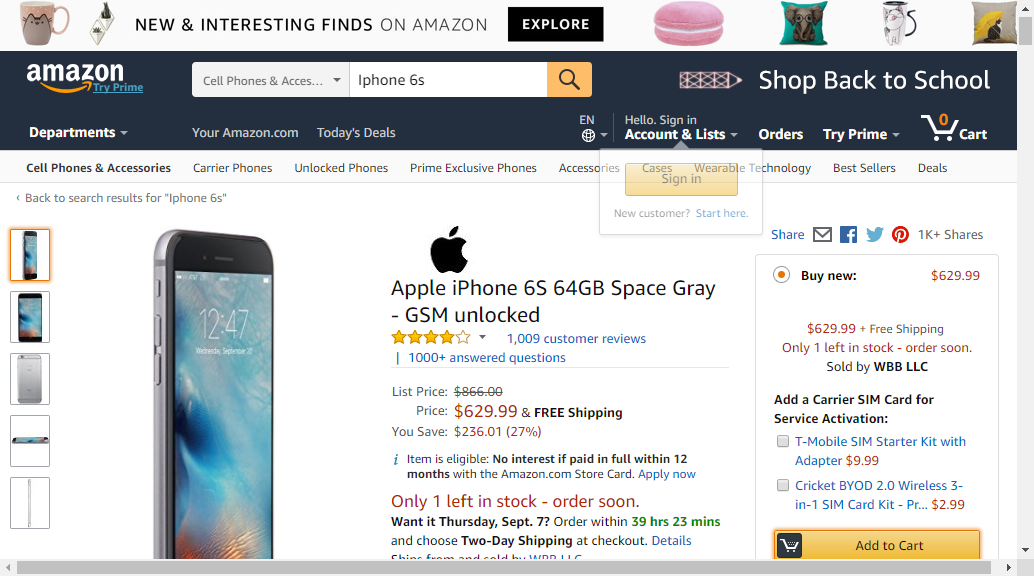 NEW & INTERESTING FINDS ON AMAZON EXPLORE
amazon
Try Prime
Cell Phones & Acces...
Iphone 6s
Shop Back to School
Departments
Your Amazon.com
Today's Deals
EN
Hello. Sign in
Account & Lists
Orders
Try Prime
0
Cart
Cell Phones & Accessories
Carrier Phones
Unlocked Phones
Prime Exclusive Phones
Accessories
Cases
Wearable Technology
Best Sellers
Deals
Sign in
New customer? Start here.
‹ Back to search results for "Iphone 6s"
Share
1K+ Shares
12:47
Apple iPhone 6S 64GB Space Gray
- GSM unlocked
1,009 customer reviews
| 1000+ answered questions
List Price: $866.00
Price: $629.99 & FREE Shipping
You Save: $236.01 (27%)
i Item is eligible: No interest if paid in full within 12
months with the Amazon.com Store Card. Apply now
Only 1 left in stock - order soon.
Want it Thursday, Sept. 7? Order within 39 hrs 23 mins
and choose Two-Day Shipping at checkout. Details
Ships from and sold by WBB LLC
Buy new: $629.99
$629.99 + Free Shipping
Only 1 left in stock - order soon.
Sold by WBB LLC
Add a Carrier SIM Card for
Service Activation:
T-Mobile SIM Starter Kit with
Adapter $9.99
Cricket BYOD 2.0 Wireless 3-
in-1 SIM Card Kit - Pr... $2.99
Add to Cart